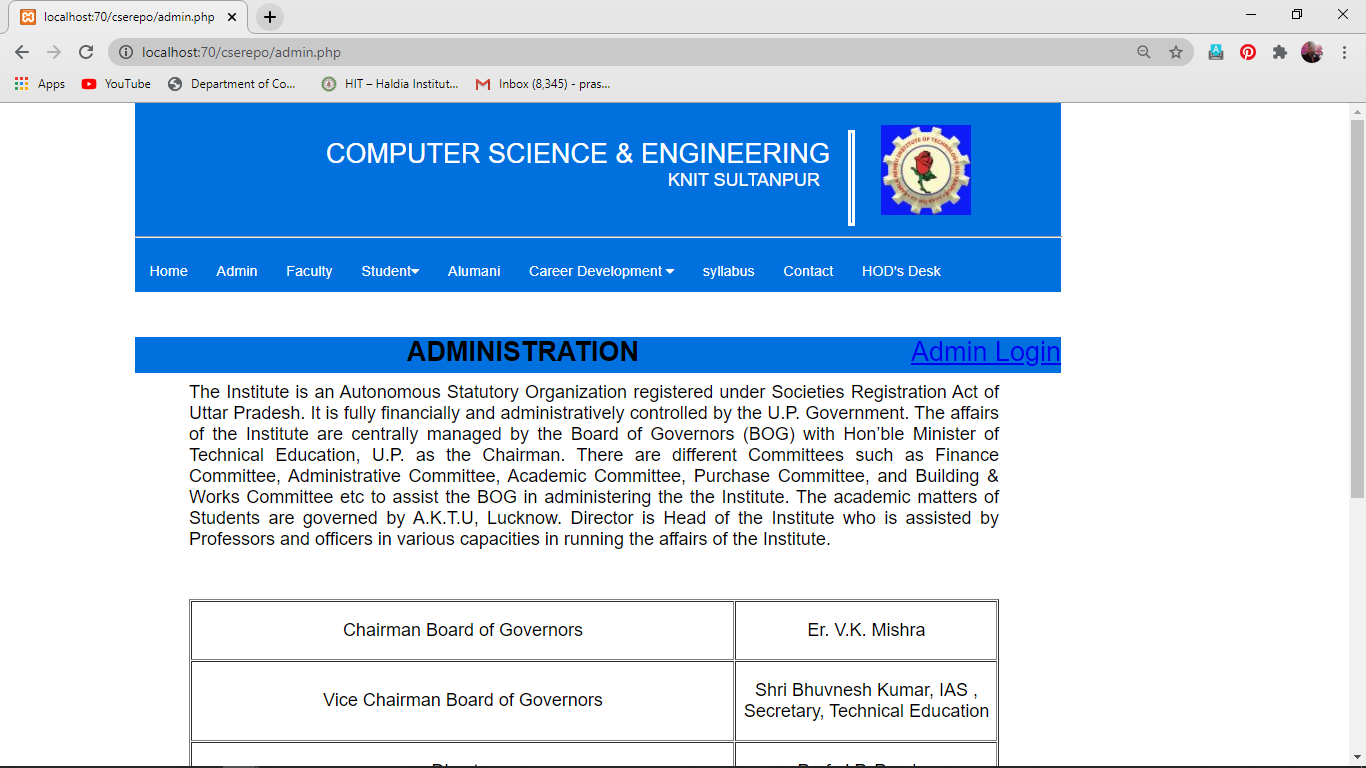 localhost:70/cserepo/admin.php
localhost:70/cserepo/admin.php
Apps YouTube Department of Co... HIT – Haldia Institut... Inbox (8,345) - pras...
COMPUTER SCIENCE & ENGINEERING
KNIT SULTANPUR
Home Admin Faculty Student Alumani Career Development syllabus Contact HOD's Desk
ADMINISTRATION Admin Login
The Institute is an Autonomous Statutory Organization registered under Societies Registration Act of
Uttar Pradesh. It is fully financially and administratively controlled by the U.P. Government. The affairs
of the Institute are centrally managed by the Board of Governors (BOG) with Hon’ble Minister of
Technical Education, U.P. as the Chairman. There are different Committees such as Finance
Committee, Administrative Committee, Academic Committee, Purchase Committee, and Building &
Works Committee etc to assist the BOG in administering the the Institute. The academic matters of
Students are governed by A.K.T.U, Lucknow. Director is Head of the Institute who is assisted by
Professors and officers in various capacities in running the affairs of the Institute.
Chairman Board of Governors Er. V.K. Mishra
Vice Chairman Board of Governors Shri Bhuvnesh Kumar, IAS ,
Secretary, Technical Education